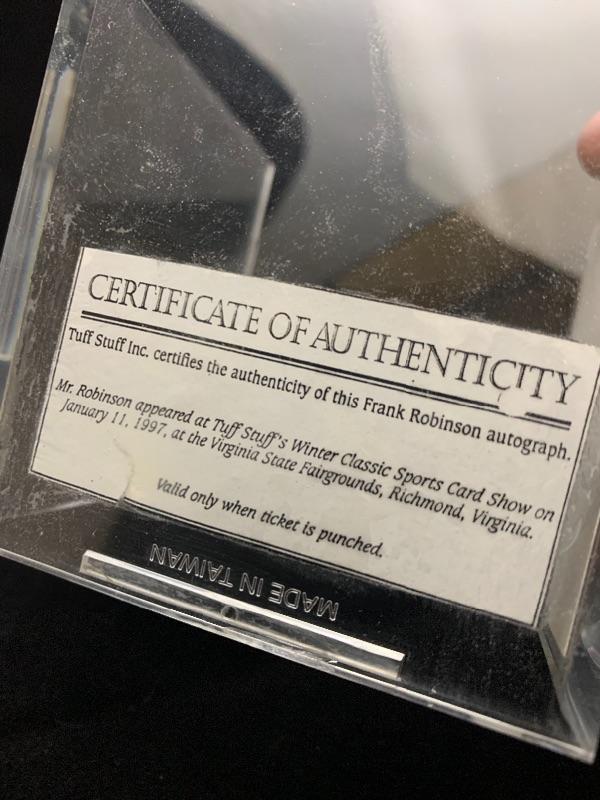 CERTIFICATE OF AUTHENTICITY
Tuff Stuff Inc. certifies the authenticity of this Frank Robinson autograph.
Mr. Robinson appeared at Tuff Stuff's Winter Classic Sports Card Show on
January 11, 1997, at the Virginia State Fairgrounds, Richmond, Virginia.
Valid only when ticket is punched.
MADE IN TAIWAN